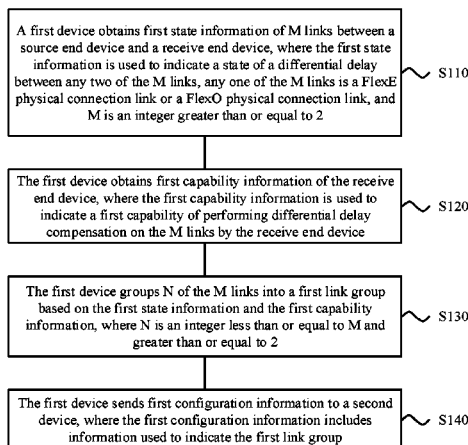 A first device obtains first state information of M links between a
source end device and a receive end device, where the first state
information is used to indicate a state of a differential delay
between any two of the M links, any one of the M links is a FlexE
physical connection link or a FlexO physical connection link, and
M is an integer greater than or equal to 2
S110
The first device obtains first capability information of the receive
end device, where the first capability information is used to
indicate a first capability of performing differential delay
compensation on the M links by the receive end device
S120
The first device groups N of the M links into a first link group
based on the first state information and the first capability
information, where N is an integer less than or equal to M and
greater than or equal to 2
S130
The first device sends first configuration information to a second
device, where the first configuration information includes
information used to indicate the first link group
S140